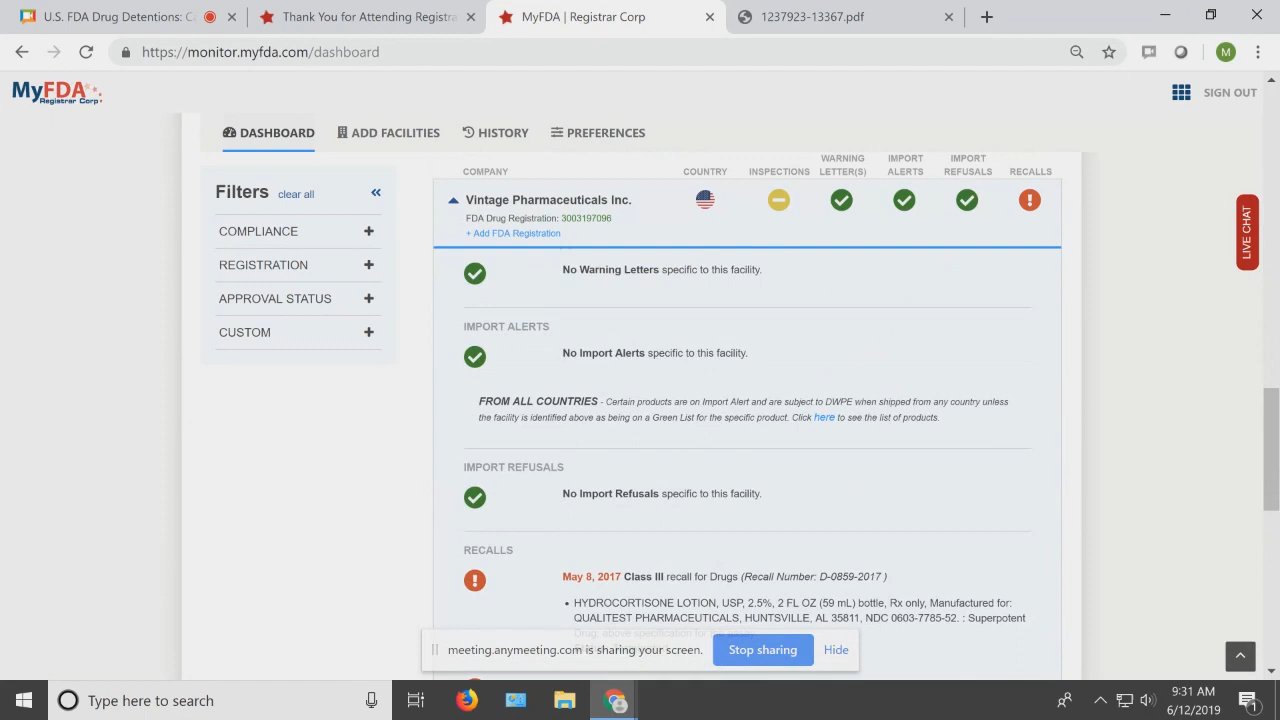 U.S. FDA Drug Detentions: C
Thank You for Attending Registra
MyFDA | Registrar Corp
1237923-13367.pdf
https://monitor.myfda.com/dashboard
M
MyFDA
Registrar Corp
SIGN OUT
DASHBOARD
ADD FACILITIES
HISTORY
PREFERENCES
Filters clear all
COMPLIANCE
REGISTRATION
APPROVAL STATUS
CUSTOM
COMPANY
COUNTRY
INSPECTIONS
WARNING
LETTER(S)
IMPORT
ALERTS
IMPORT
REFUSALS
RECALLS
Vintage Pharmaceuticals Inc.
FDA Drug Registration: 3003197096
+ Add FDA Registration
No Warning Letters specific to this facility.
IMPORT ALERTS
No Import Alerts specific to this facility.
FROM ALL COUNTRIES - Certain products are on Import Alert and are subject to DWPE when shipped from any country unless
the facility is identified above as being on a Green List for the specific product. Click here to see the list of products.
IMPORT REFUSALS
No Import Refusals specific to this facility.
RECALLS
May 8, 2017 Class III recall for Drugs (Recall Number: D-0859-2017 )
• HYDROCORTISONE LOTION, USP, 2.5%, 2 FL OZ (59 mL) bottle, Rx only, Manufactured for:
QUALITEST PHARMACEUTICALS, HUNTSVILLE, AL 35811, NDC 0603-7785-52. : Superpotent
Drug: above specification for the assay
LIVE CHAT
meeting.anymeeting.com is sharing your screen.
Stop sharing
Hide
Type here to search
9:31 AM
6/12/2019
1